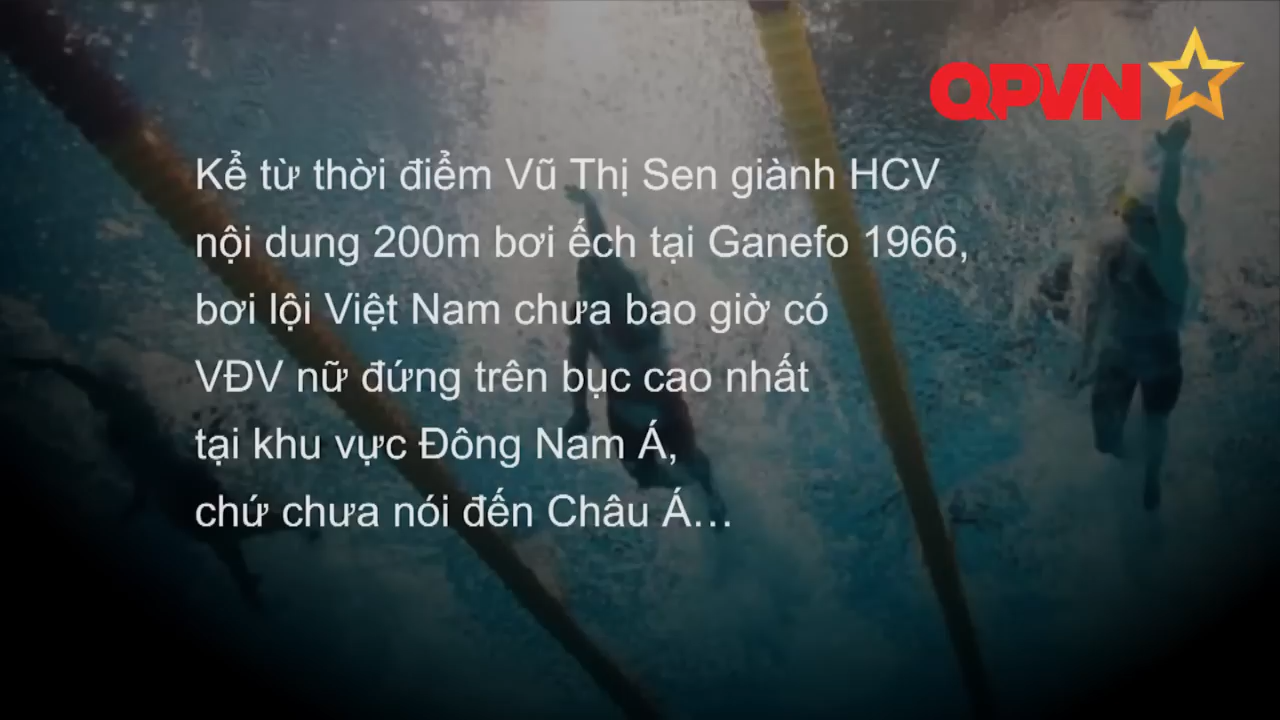 QPVN
Kể từ thời điểm Vũ Thị Sen giành HCV
nội dung 200m bơi ếch tại Ganefo 1966,
bơi lội Việt Nam chưa bao giờ có
VĐV nữ đứng trên bục cao nhất
tại khu vực Đông Nam Á,
chứ chưa nói đến Châu Á...